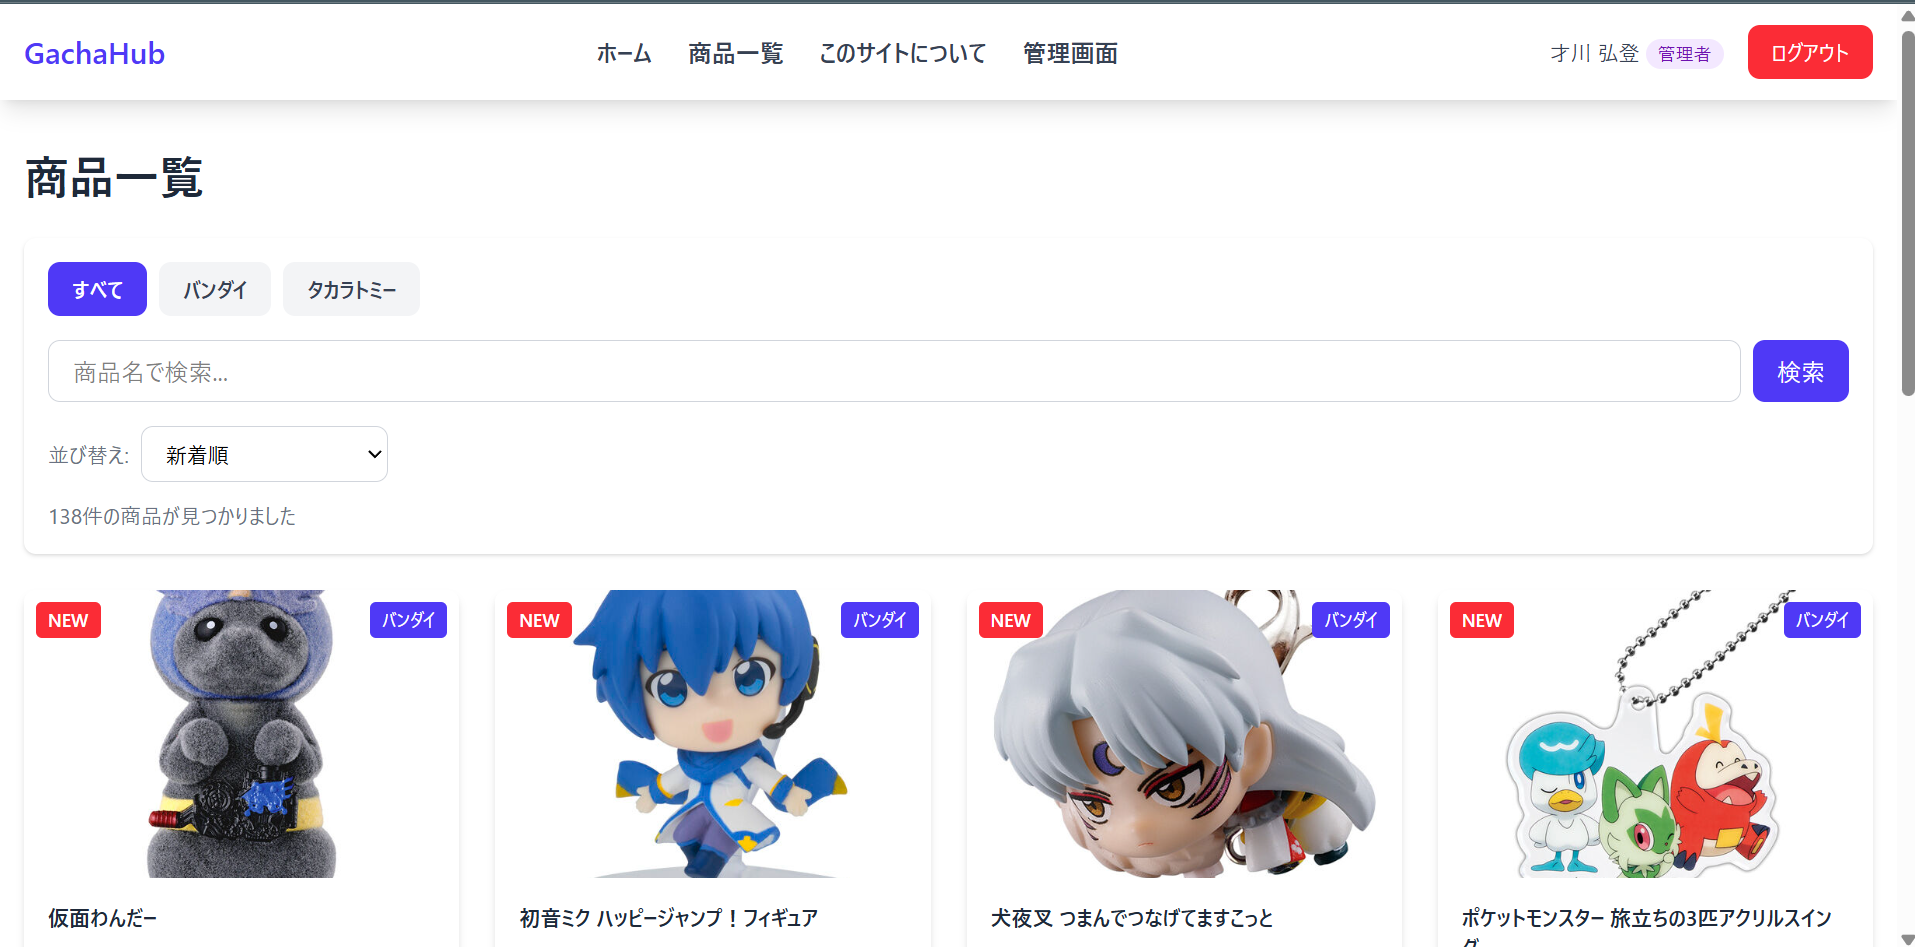 GachaHub ホーム 商品一覧 このサイトについて 管理画面 才川 弘登 管理者 ログアウト
商品一覧
すべて バンダイ タカラトミー
商品名で検索... 検索
並び替え: 新着順
138件の商品が見つかりました
NEW バンダイ NEW バンダイ NEW バンダイ NEW バンダイ
仮面わんだー
初音ミク ハッピージャンプ！フィギュア
犬夜叉 つまんでつなげてますこっと
ポケットモンスター 旅立ちの3匹アクリルスイン
グ